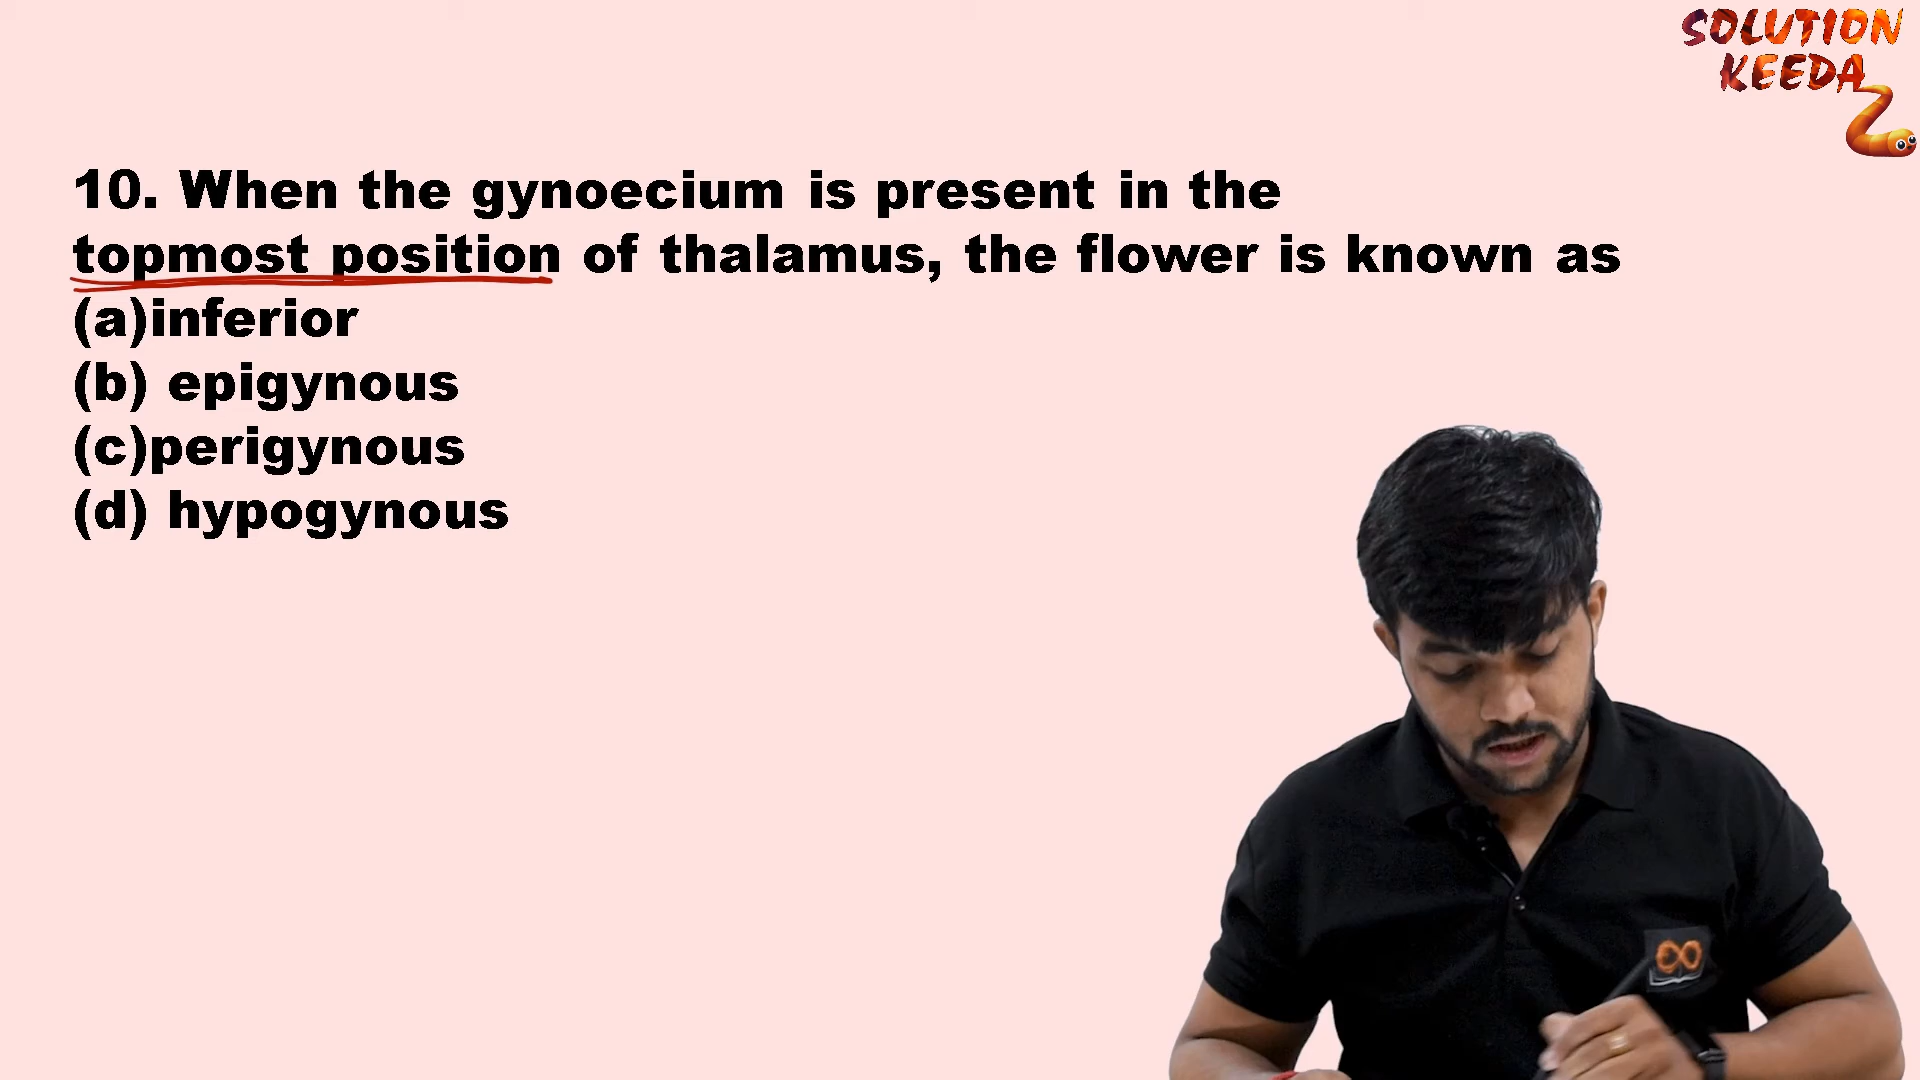 SOLUTION
KEEDA
10. When the gynoecium is present in the
topmost position of thalamus, the flower is known as
(a)inferior
(b) epigynous
(c)perigynous
(d) hypogynous